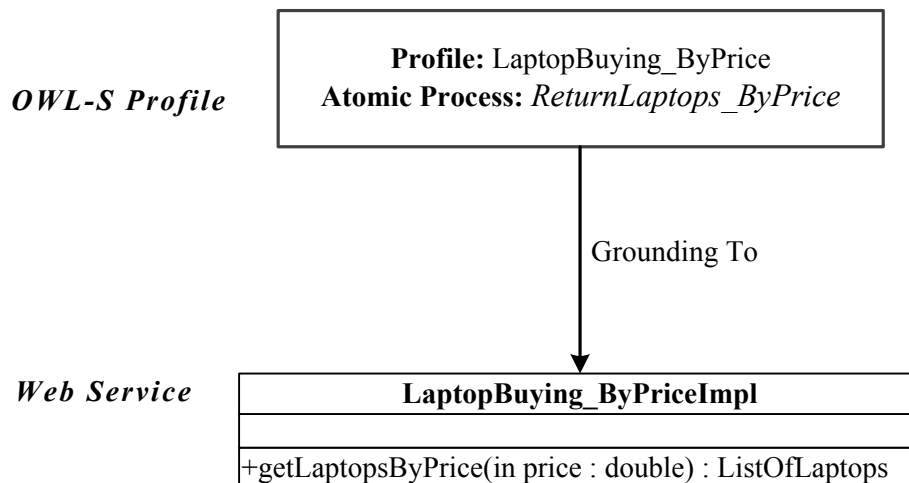 Profile: LaptopBuying_ByPrice
OWL-S Profile
Atomic Process: ReturnLaptops_ByPrice
Grounding To
Web Service
LaptopBuying_ByPriceImpl
+getLaptopsByPrice(in price : double) : ListOfLaptops